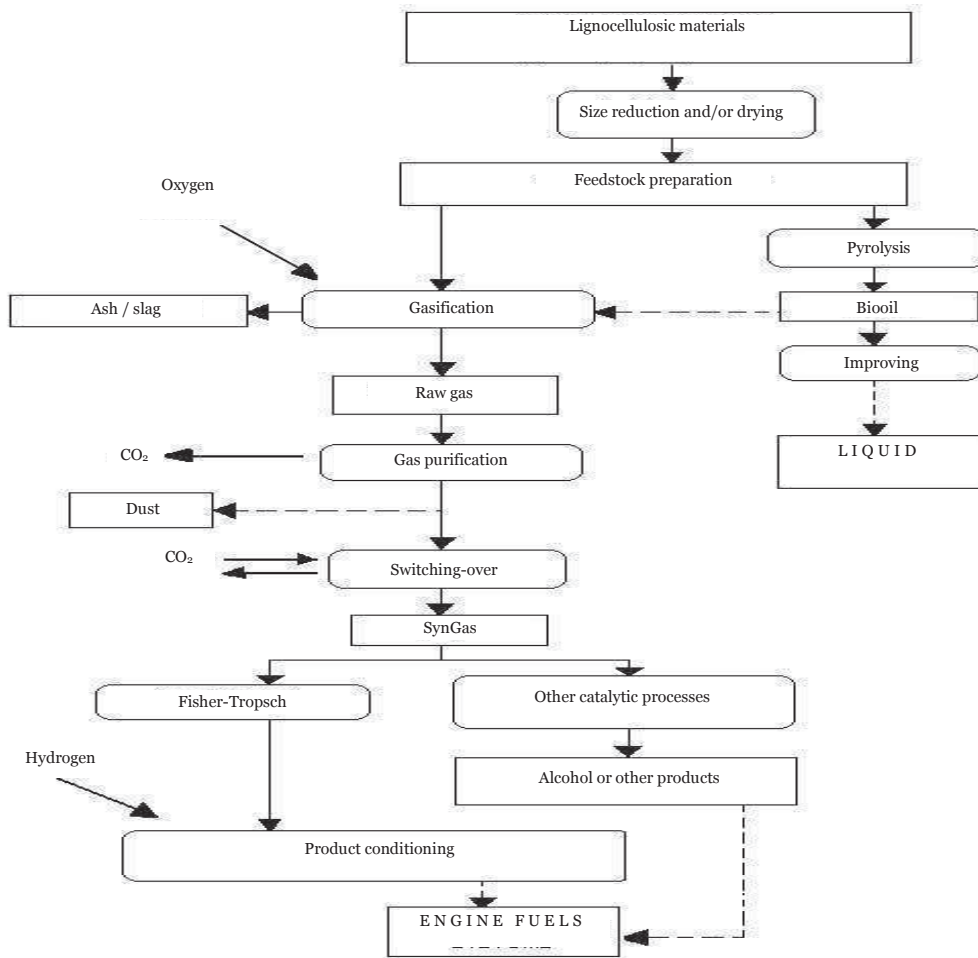 Lignocellulosic materials
Size reduction and/or drying
Feedstock preparation
Oxygen
Pyrolysis
Ash / slag
Gasification
Biooil
Improving
Raw gas
CO₂
Gas purification
LIQUID
Dust
CO₂
Switching-over
SynGas
Fisher-Tropsch
Other catalytic processes
Hydrogen
Alcohol or other products
Product conditioning
ENGINE FUELS